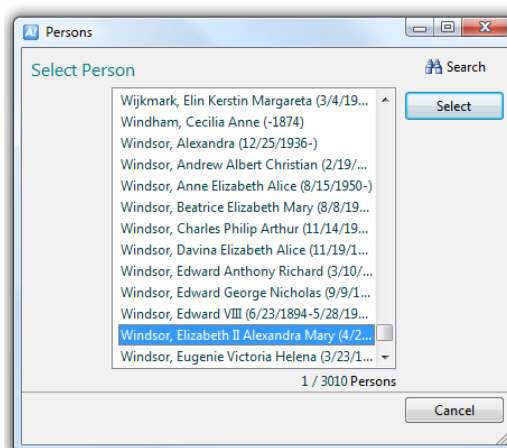 Persons
Select Person
Search
Wijkmark, Elin Kerstin Margareta (3/4/19...
Select
Windham, Cecilia Anne (-1874)
Windsor, Alexandra (12/25/1936-)
Windsor, Andrew Albert Christian (2/19/...
Windsor, Anne Elizabeth Alice (8/15/1950-)
Windsor, Beatrice Elizabeth Mary (8/8/19...
Windsor, Charles Philip Arthur (11/14/19...
Windsor, Davina Elizabeth Alice (11/19/1...
Windsor, Edward Anthony Richard (3/10/...
Windsor, Edward George Nicholas (9/9/1...
Windsor, Edward VIII (6/23/1894-5/28/19...
Windsor, Elizabeth II Alexandra Mary (4/2...
Windsor, Eugenie Victoria Helena (3/23/1...
1 / 3010 Persons
Cancel